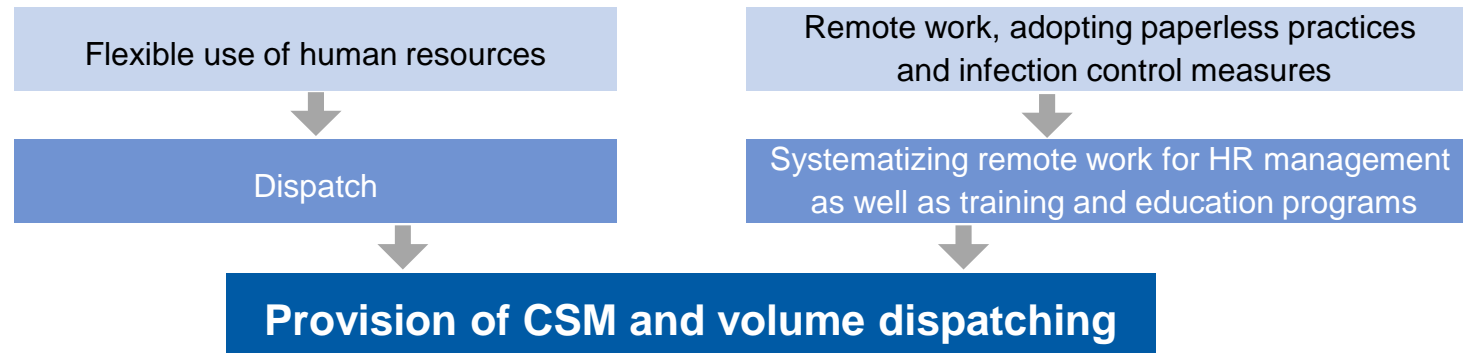 Flexible use of human resources
Remote work, adopting paperless practices
and infection control measures
Dispatch
Systematizing remote work for HR management
as well as training and education programs
Provision of CSM and volume dispatching